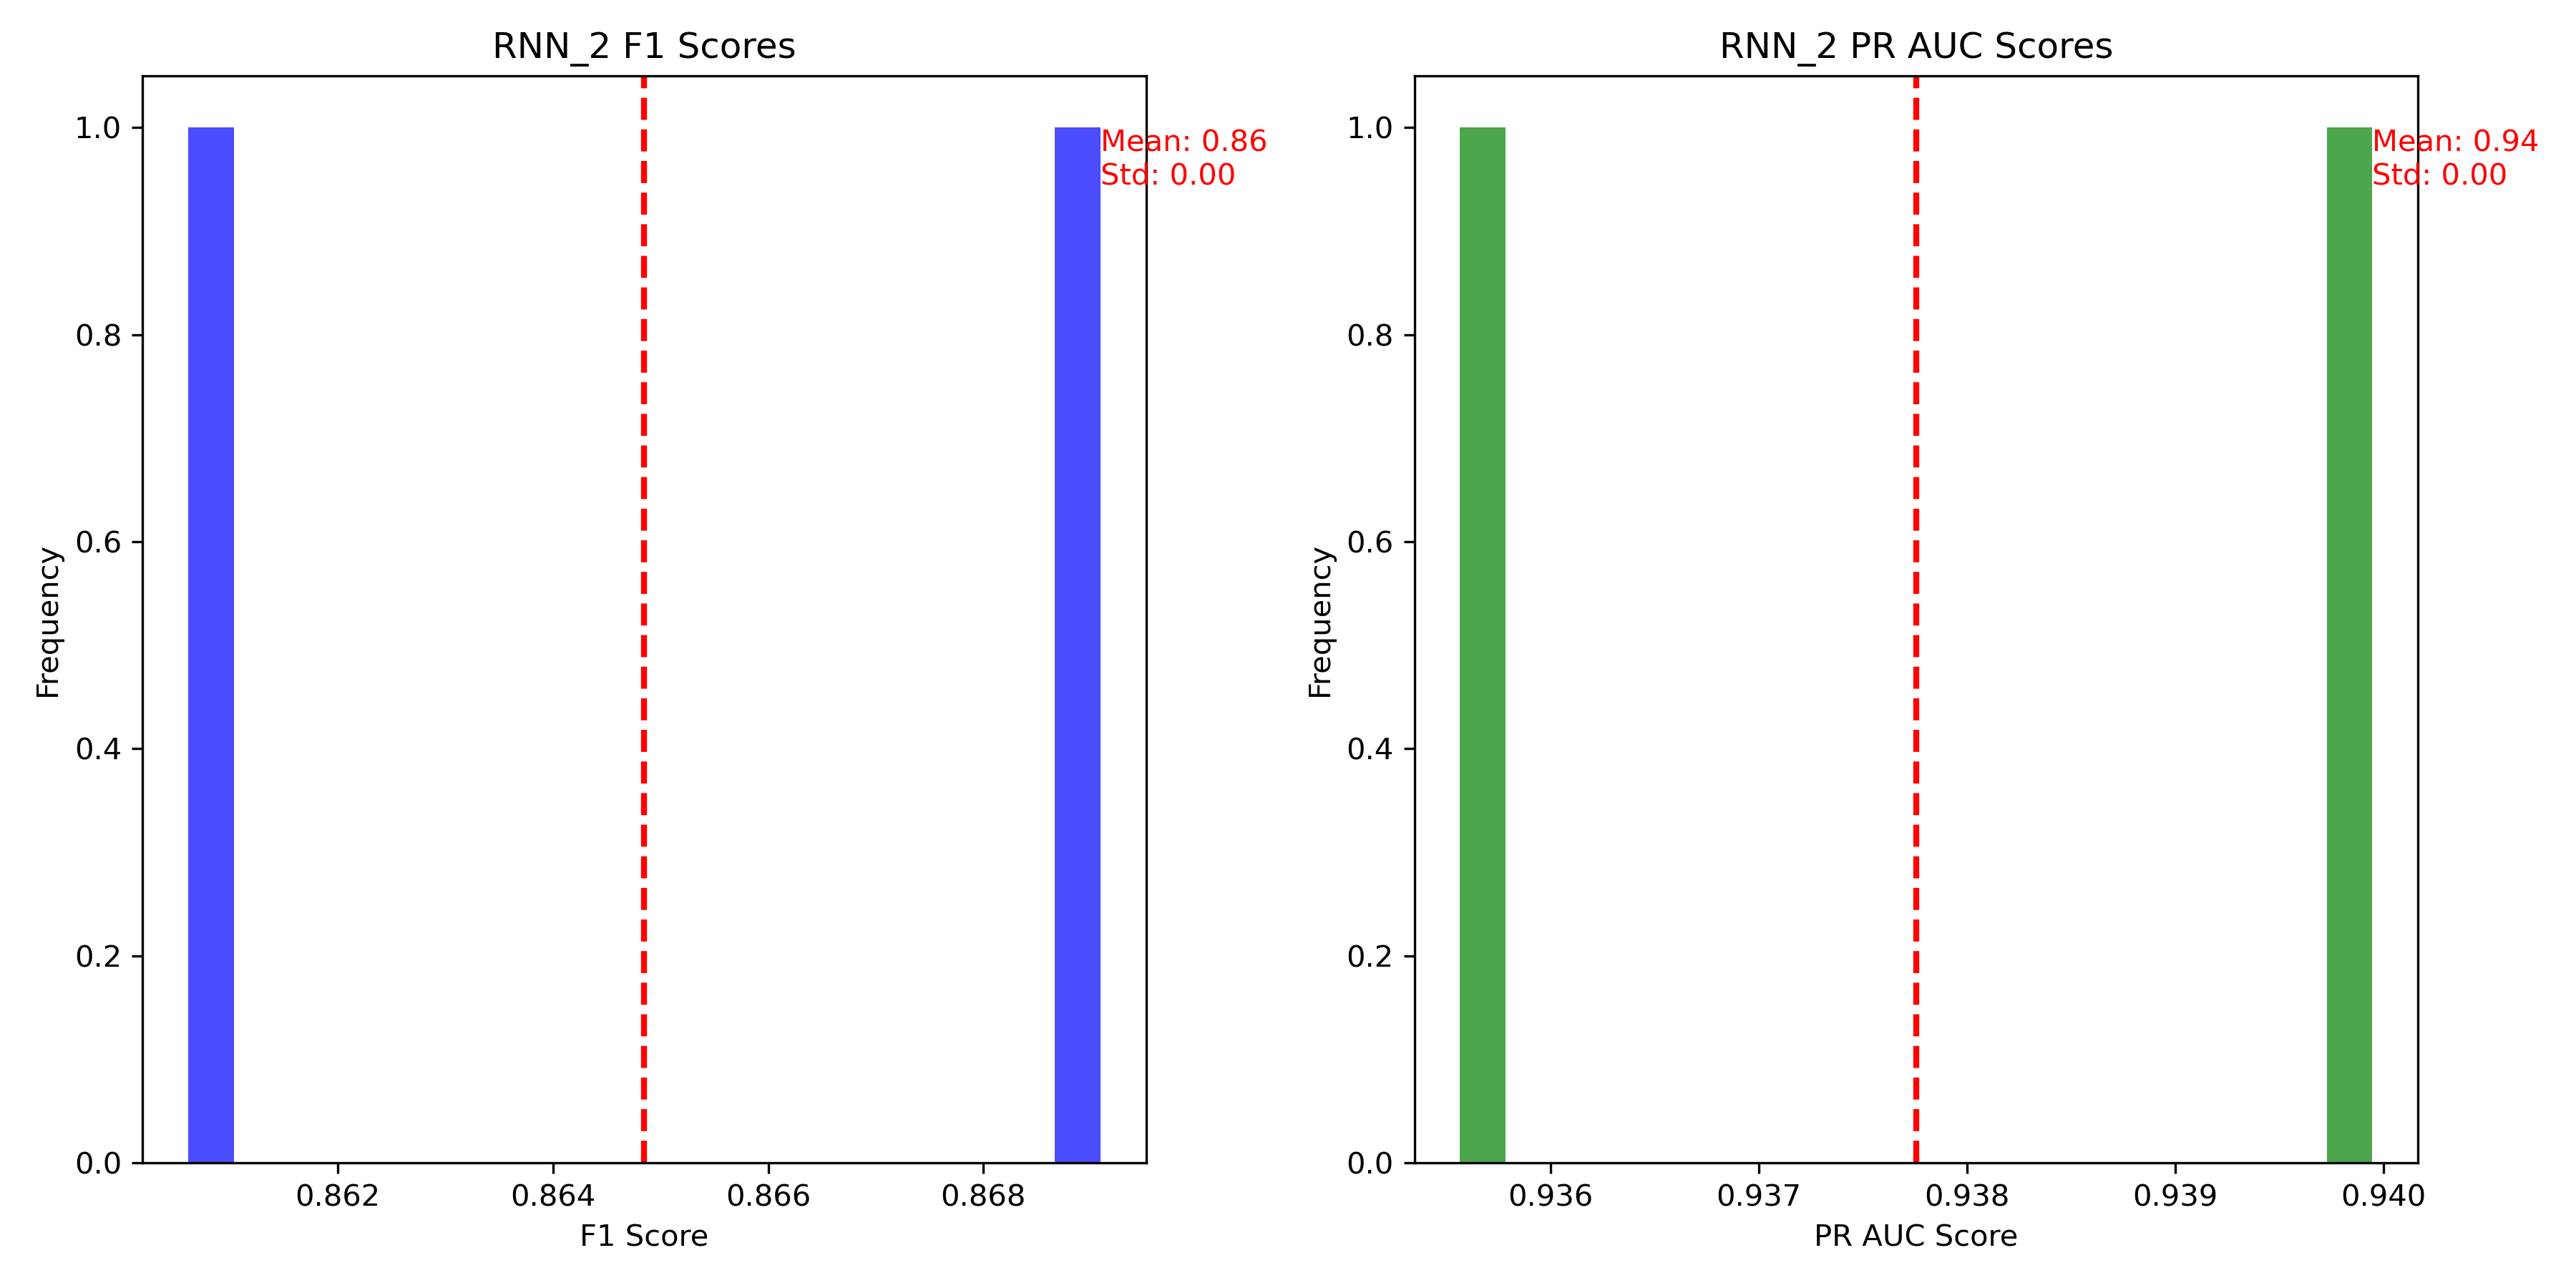 RNN_2 F1 Scores
Mean: 0.86
Std: 0.00
Frequency
1.0
0.8
0.6
0.4
0.2
0.0
0.862
0.864
0.866
0.868
F1 Score
RNN_2 PR AUC Scores
Mean: 0.94
Std: 0.00
Frequency
1.0
0.8
0.6
0.4
0.2
0.0
0.936
0.937
0.938
0.939
0.940
PR AUC Score